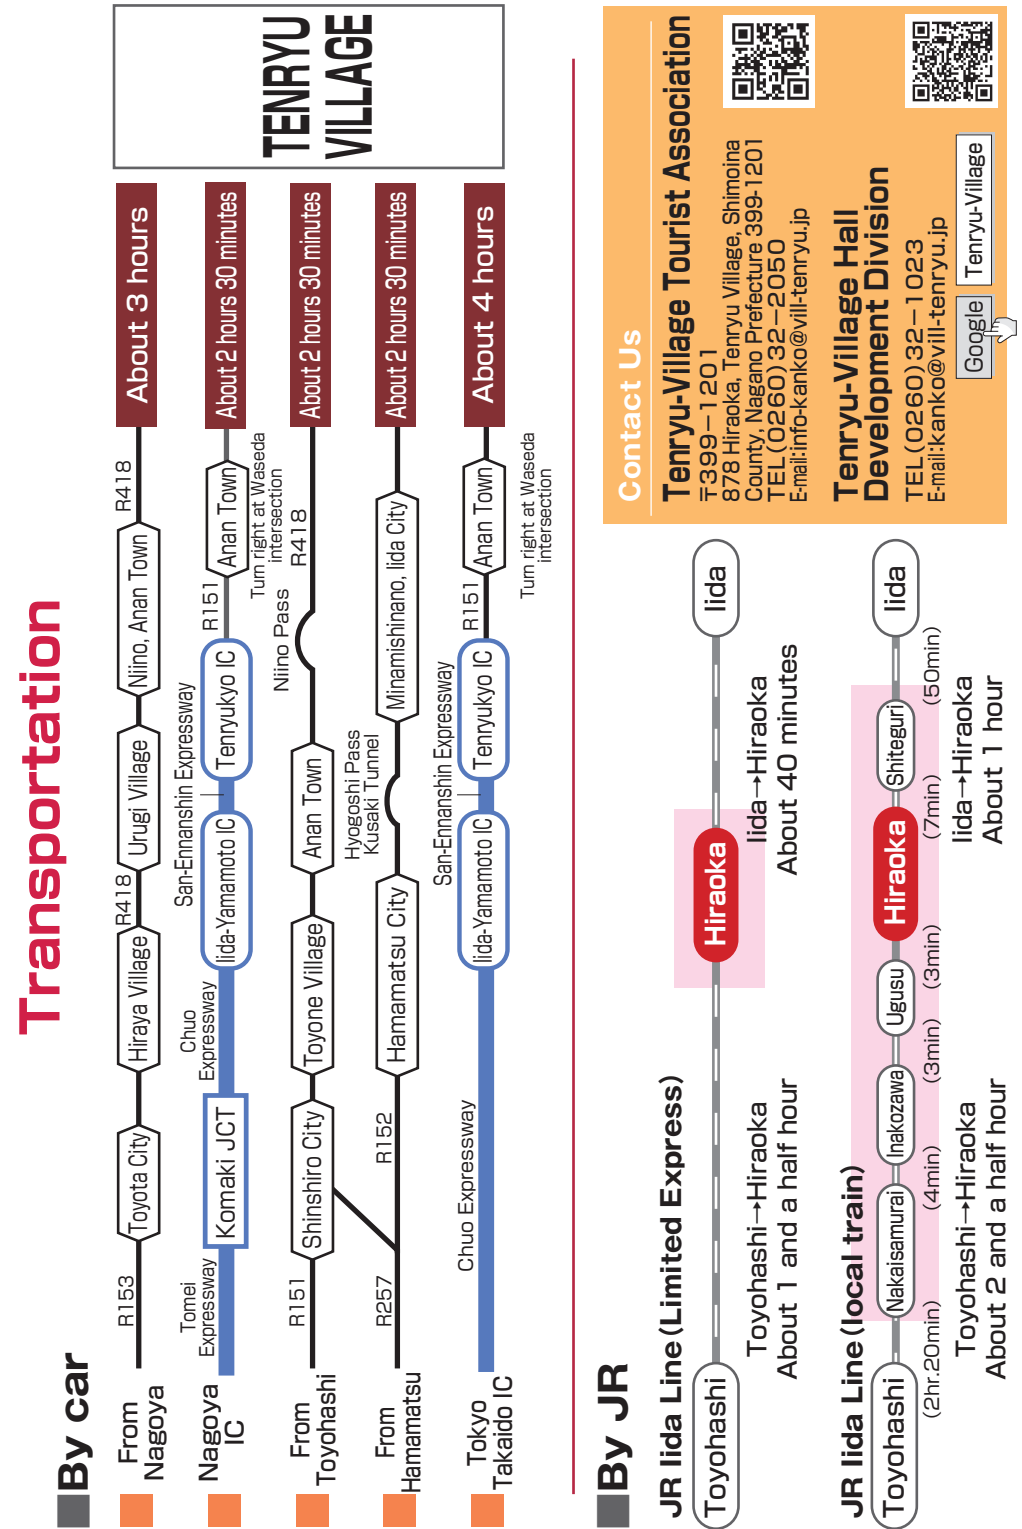 Transportation
By car
From
Nagoya
R153
Toyota City
Hiraya Village
R418
Urugi Village
Niino, Anan Town
R418
About 3 hours
Nagoya
IC
Tomei
Expressway
Komaki JCT
Chuo
Expressway
Iida-Yamamoto IC
San-Ennanshin Expressway
Tenryukyo IC
R151
Anan Town
Turn right at Waseda
intersection
About 2 hours 30 minutes
From
Toyohashi
R151
Shinshiro City
Toyone Village
Anan Town
Niino Pass
R418
About 2 hours 30 minutes
From
Hamamatsu
R257
R152
Hamamatsu City
Hyogoshi Pass
Kusaki Tunnel
Minamishinano, Iida City
About 2 hours 30 minutes
Tokyo
Takaido IC
Chuo Expressway
Iida-Yamamoto IC
San-Ennanshin Expressway
Tenryukyo IC
R151
Anan Town
Turn right at Waseda
intersection
About 4 hours
TENRYU
VILLAGE
By JR
JR Iida Line(Limited Express)
Toyohashi
Hiraoka
Iida
Toyohashi→Hiraoka
About 1 and a half hour
Iida→Hiraoka
About 40 minutes
JR Iida Line(local train)
Toyohashi
Nakaisamurai
Inakozawa
Ugusu
Hiraoka
Shiteguri
Iida
(2hr.20min)
(4min)
(3min)
(3min)
(7min)
(50min)
Toyohashi→Hiraoka
About 2 and a half hour
Iida→Hiraoka
About 1 hour
Contact Us
Tenryu-Village Tourist Association
〒399−1201
878 Hiraoka, Tenryu Village, Shimoina
County, Nagano Prefecture 399-1201
TEL(0260)32−2050
E-mail:info-kanko@vill-tenryu.jp
Tenryu-Village Hall
Development Division
TEL(0260)32−1023
E-mail:kanko@vill-tenryu.jp
Google
Tenryu-Village